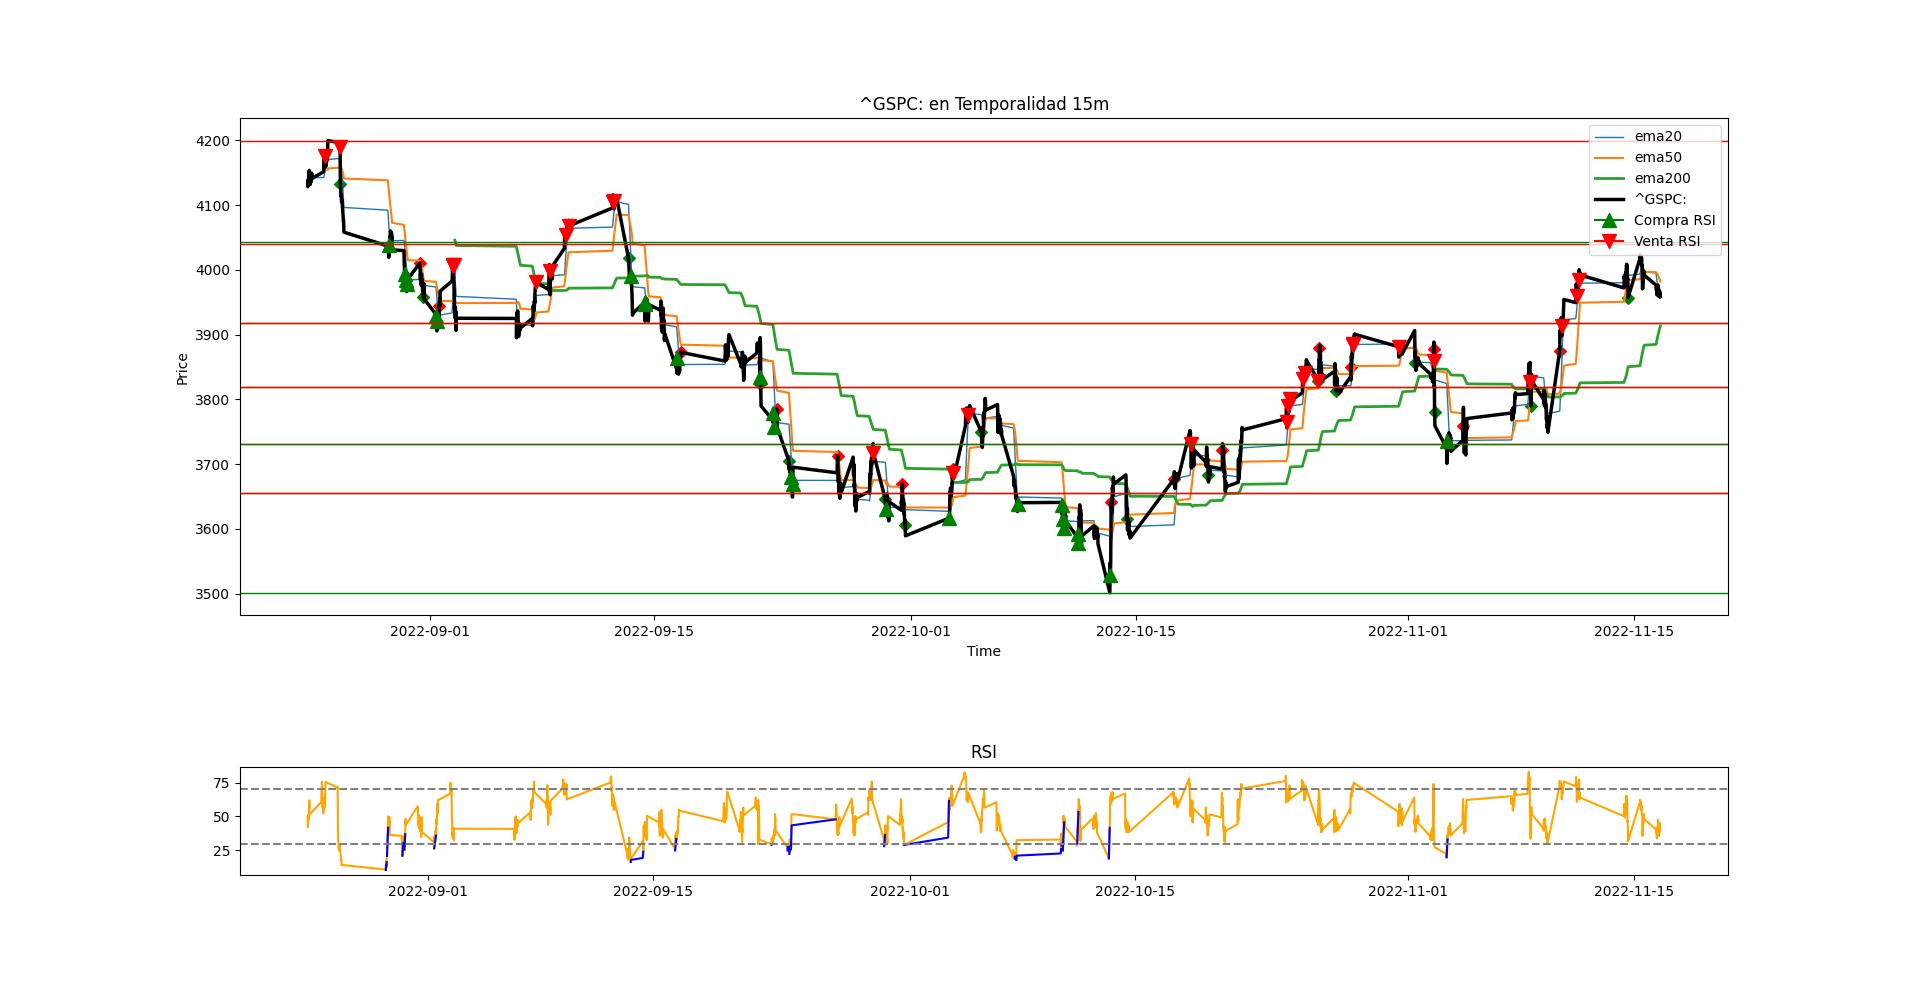 ^GSPC: en Temporalidad 15m
4200
4100
4000
3900
3800
3700
3600
3500
Price
ema20
ema50
ema200
^GSPC:
Compra RSI
Venta RSI
2022-09-01 2022-09-15 2022-10-01 2022-10-15 2022-11-01 2022-11-15
Time
RSI
75
50
25
2022-09-01 2022-09-15 2022-10-01 2022-10-15 2022-11-01 2022-11-15